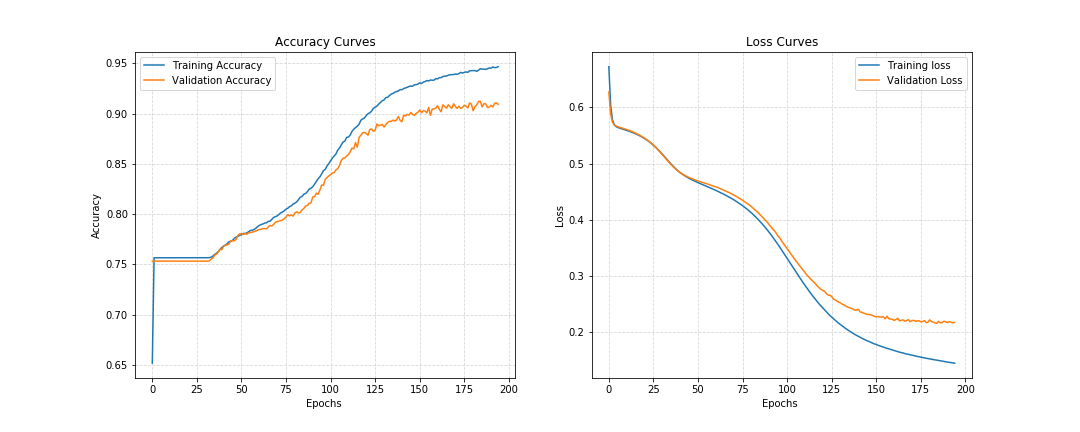 Accuracy Curves
Training Accuracy
Validation Accuracy
0.95
0.90
0.85
0.80
0.75
0.70
0.65
Accuracy
0 25 50 75 100 125 150 175 200
Epochs
Loss Curves
Training loss
Validation Loss
0.6
0.5
0.4
0.3
0.2
Loss
0 25 50 75 100 125 150 175 200
Epochs